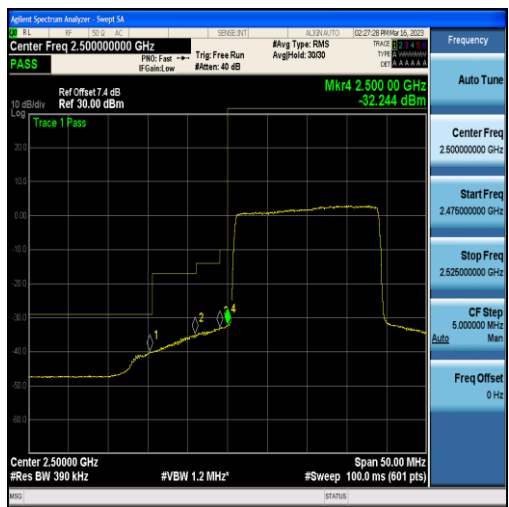 Agilent Spectrum Analyzer - Swept SA
RL RF 50 Ω AC SENSE:INT ALIGN AUTO 02:27:28 PM Mar 16, 2023
Center Freq 2.500000000 GHz
PASS
PNO: Fast
IFGain:Low
Trig: Free Run
#Atten: 40 dB
#Avg Type: RMS
Avg|Hold: 30/30
TRACE 1 2 3 4 5 6
TYPE
DET A A A A A A
Frequency
Auto Tune
Center Freq
2.500000000 GHz
Start Freq
2.475000000 GHz
Stop Freq
2.525000000 GHz
CF Step
5.000000 MHz
Auto Man
Freq Offset
0 Hz
Ref Offset 7.4 dB
10 dB/div Ref 30.00 dBm
Mkr4 2.500 00 GHz
-32.244 dBm
Log
Trace 1 Pass
20.0
10.0
0.00
-10.0
-20.0
-30.0
-40.0
-50.0
-60.0
1
2
4
Center 2.50000 GHz Span 50.00 MHz
#Res BW 390 kHz #VBW 1.2 MHz* #Sweep 100.0 ms (601 pts)
MSG STATUS